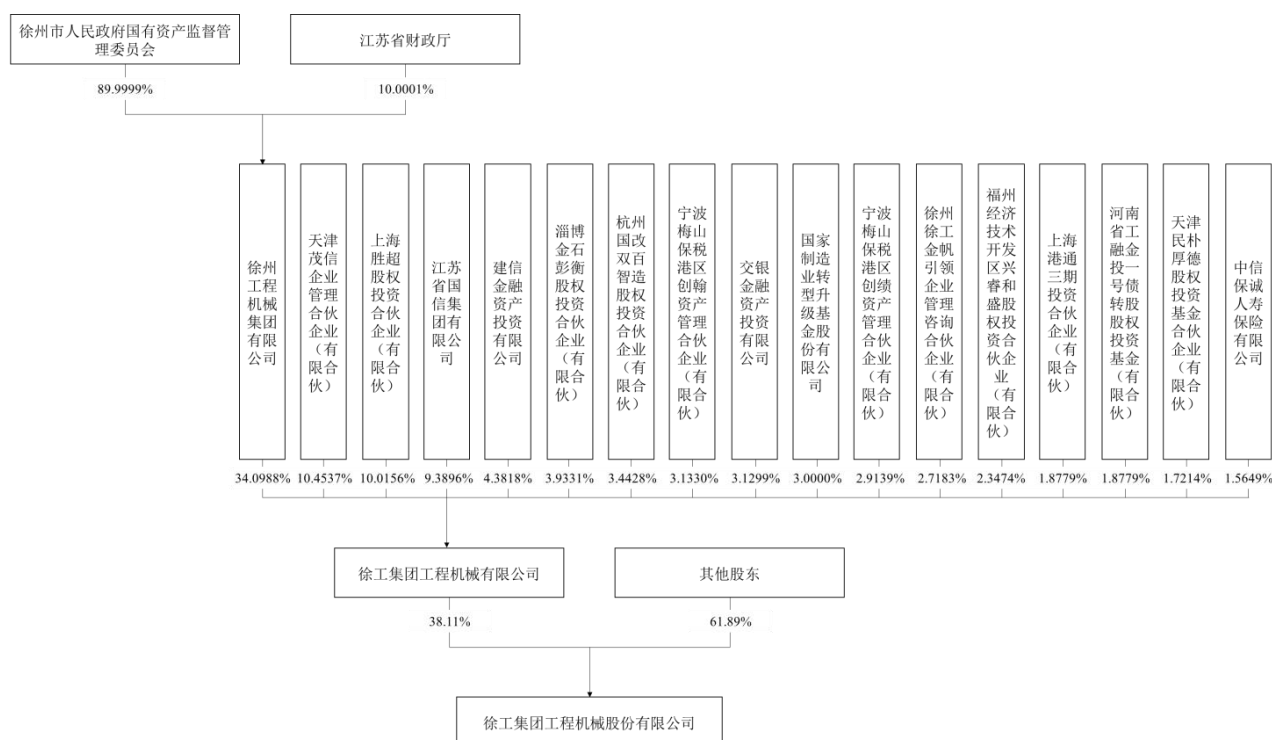 徐州市人民政府国有资产监督管
理委员会
江苏省财政厅
89.9999%
10.0001%
徐州
工程
机械
集团
有限
公司
天津
茂信
企业
管理
合伙
企业
（有
限合
伙）
上海
胜超
股权
投资
合伙
企业
（有
限合
伙）
江苏
省国
信集
团有
限公
司
建信
金融
资产
投资
有限
公司
淄博
金石
彭衡
股权
投资
合伙
企业
（有
限合
伙）
杭州
国改
双百
智造
股权
投资
合伙
企业
（有
限合
伙）
宁波
梅山
保税
港区
创翰
资产
管理
合伙
企业
（有
限合
伙）
交银
金融
资产
投资
有限
公司
国家
制造
业转
型升
级基
金股
份有
限公
司
宁波
梅山
保税
港区
创绩
资产
管理
合伙
企业
（有
限合
伙）
徐州
徐工
金帆
引领
企业
管理
咨询
合伙
企业
（有
限合
伙）
福州
经济
技术
开发
区兴
睿和
盛股
权投
资合
伙企
业
（有
限合
伙）
上海
港通
三期
投资
合伙
企业
（有
限合
伙）
河南
省工
融金
投一
号债
转股
股权
投资
基金
（有
限合
伙）
天津
民朴
厚德
股权
投资
基金
合伙
企业
（有
限合
伙）
中信
保诚
人寿
保险
有限
公司
34.0988%
10.4537%
10.0156%
9.3896%
4.3818%
3.9331%
3.4428%
3.1330%
3.1299%
3.0000%
2.9139%
2.7183%
2.3474%
1.8779%
1.8779%
1.7214%
1.5649%
徐工集团工程机械有限公司
其他股东
38.11%
61.89%
徐工集团工程机械股份有限公司